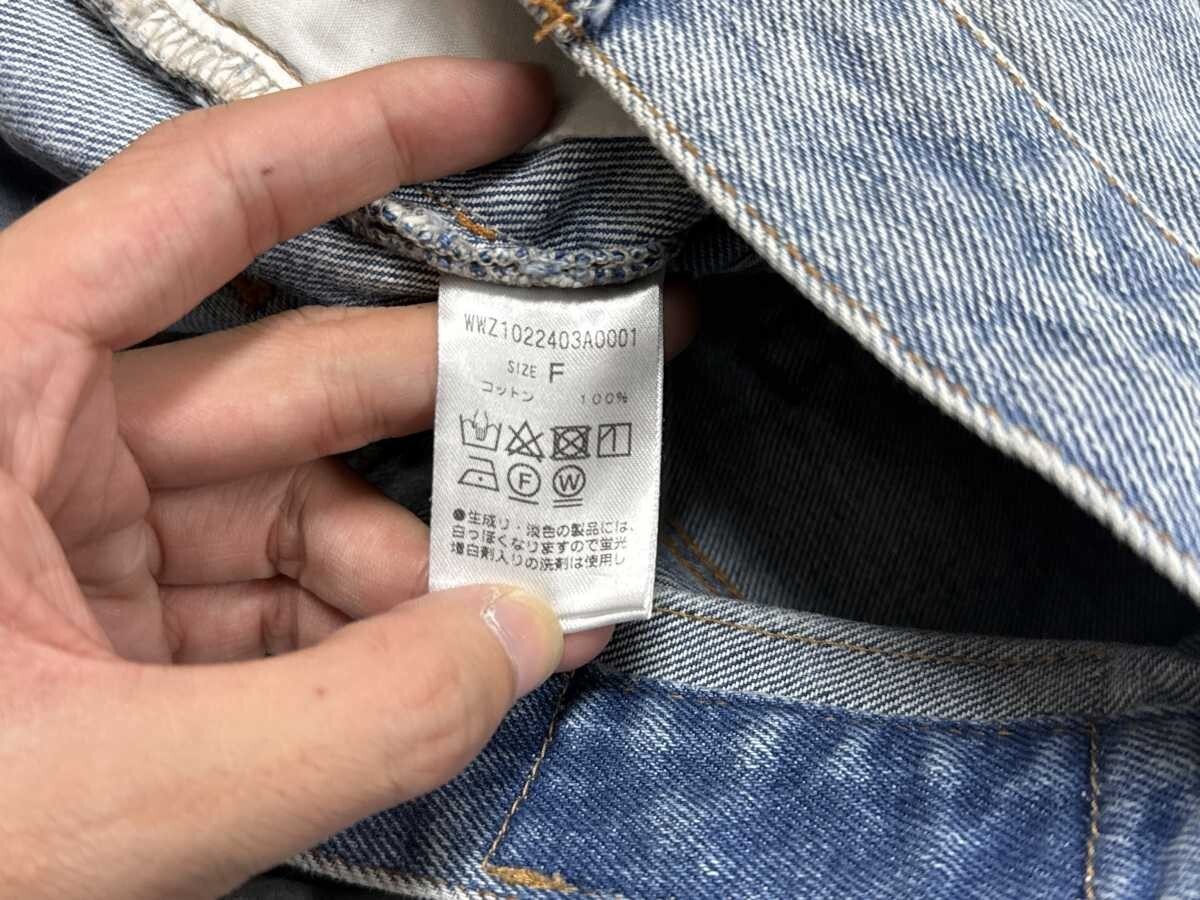 WWZ1022403A0001
SIZE F
コットン 100%
F W
●生成り・淡色の製品には、
白っぽくなりますので蛍光
増白剤入りの洗剤は使用し